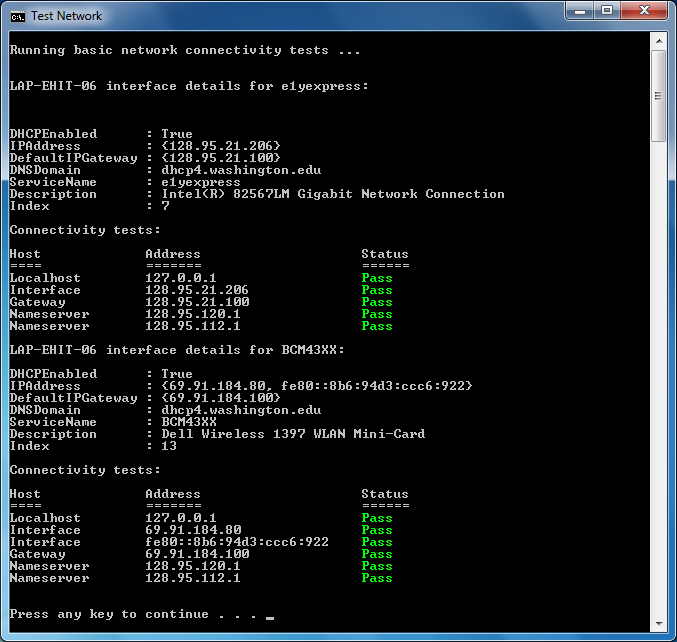 Test Network
Running basic network connectivity tests ...
LAP-EHIT-06 interface details for e1yexpress:
DHCPEnabled : True
IPAddress : {128.95.21.206}
DefaultIPGateway : {128.95.21.100}
DNSDomain : dhcp4.washington.edu
ServiceName : e1yexpress
Description : Intel(R) 82567LM Gigabit Network Connection
Index : 7
Connectivity tests:
Host Address Status
==== ======= ======
Localhost 127.0.0.1 Pass
Interface 128.95.21.206 Pass
Gateway 128.95.21.100 Pass
Nameserver 128.95.120.1 Pass
Nameserver 128.95.112.1 Pass
LAP-EHIT-06 interface details for BCM43XX:
DHCPEnabled : True
IPAddress : {69.91.184.80, fe80::8b6:94d3:ccc6:922}
DefaultIPGateway : {69.91.184.100}
DNSDomain : dhcp4.washington.edu
ServiceName : BCM43XX
Description : Dell Wireless 1397 WLAN Mini-Card
Index : 13
Connectivity tests:
Host Address Status
==== ======= ======
Localhost 127.0.0.1 Pass
Interface 69.91.184.80 Pass
Interface fe80::8b6:94d3:ccc6:922 Pass
Gateway 69.91.184.100 Pass
Nameserver 128.95.120.1 Pass
Nameserver 128.95.112.1 Pass
Press any key to continue . . . _